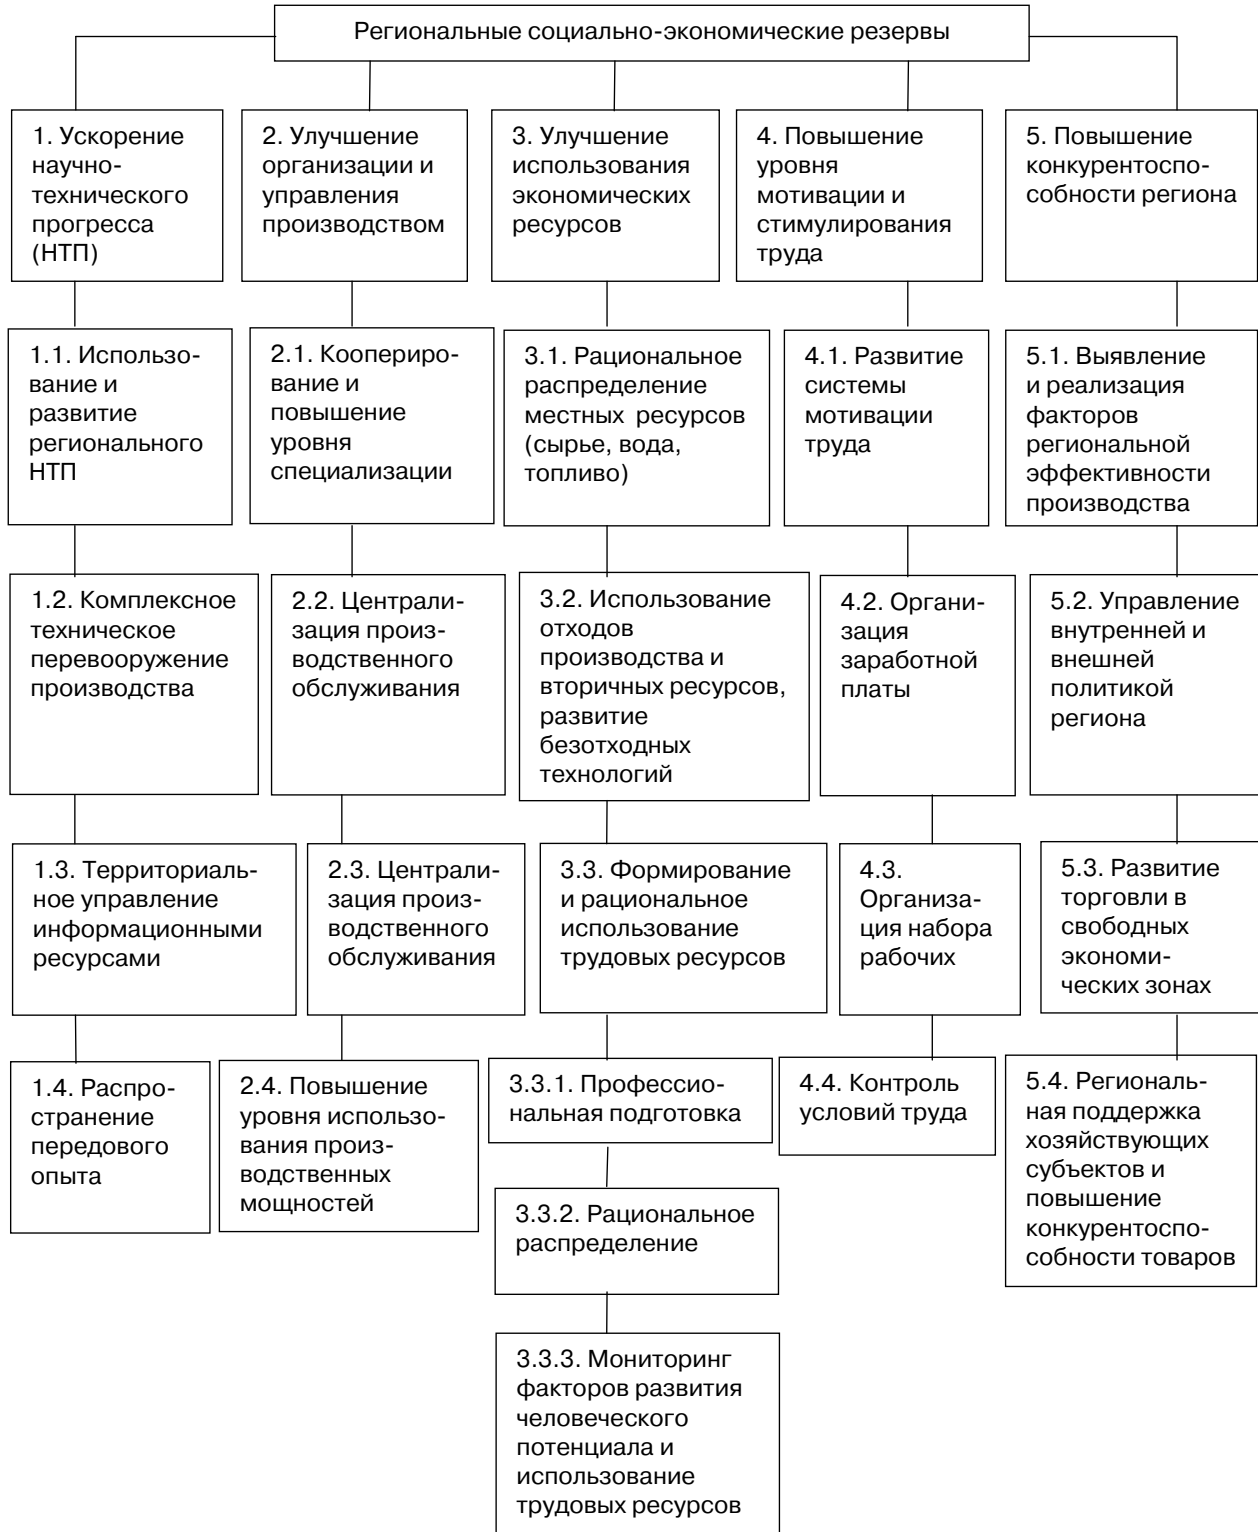 Региональные социально-экономические резервы
1. Ускорение
научно-
технического
прогресса
(НТП)
2. Улучшение
организации и
управления
производством
3. Улучшение
использования
экономических
ресурсов
4. Повышение
уровня
мотивации и
стимулирования
труда
5. Повышение
конкурентоспо-
собности региона
1.1. Использо-
вание и
развитие
регионального
НТП
2.1. Коопериро-
вание и
повышение
уровня
специализации
3.1. Рациональное
распределение
местных ресурсов
(сырье, вода,
топливо)
4.1. Развитие
системы
мотивации
труда
5.1. Выявление
и реализация
факторов
региональной
эффективности
производства
1.2. Комплексное
техническое
перевооружение
производства
2.2. Централи-
зация произ-
водственного
обслуживания
3.2. Использование
отходов
производства и
вторичных ресурсов,
развитие
безотходных
технологий
4.2. Органи-
зация
заработной
платы
5.2. Управление
внутренней и
внешней
политикой
региона
1.3. Территориаль-
ное управление
информационными
ресурсами
2.3. Централи-
зация произ-
водственного
обслуживания
3.3. Формирование
и рациональное
использование
трудовых ресурсов
4.3.
Организа-
ция набора
рабочих
5.3. Развитие
торговли в
свободных
экономи-
ческих зонах
1.4. Распро-
странение
передового
опыта
2.4. Повышение
уровня использо-
вания произ-
водственных
мощностей
3.3.1. Профессио-
нальная подготовка
4.4. Контроль
условий труда
5.4. Региональ-
ная поддержка
хозяйствующих
субъектов и
повышение
конкурентоспо-
собности товаров
3.3.2. Рациональное
распределение
3.3.3. Мониторинг
факторов развития
человеческого
потенциала и
использование
трудовых ресурсов